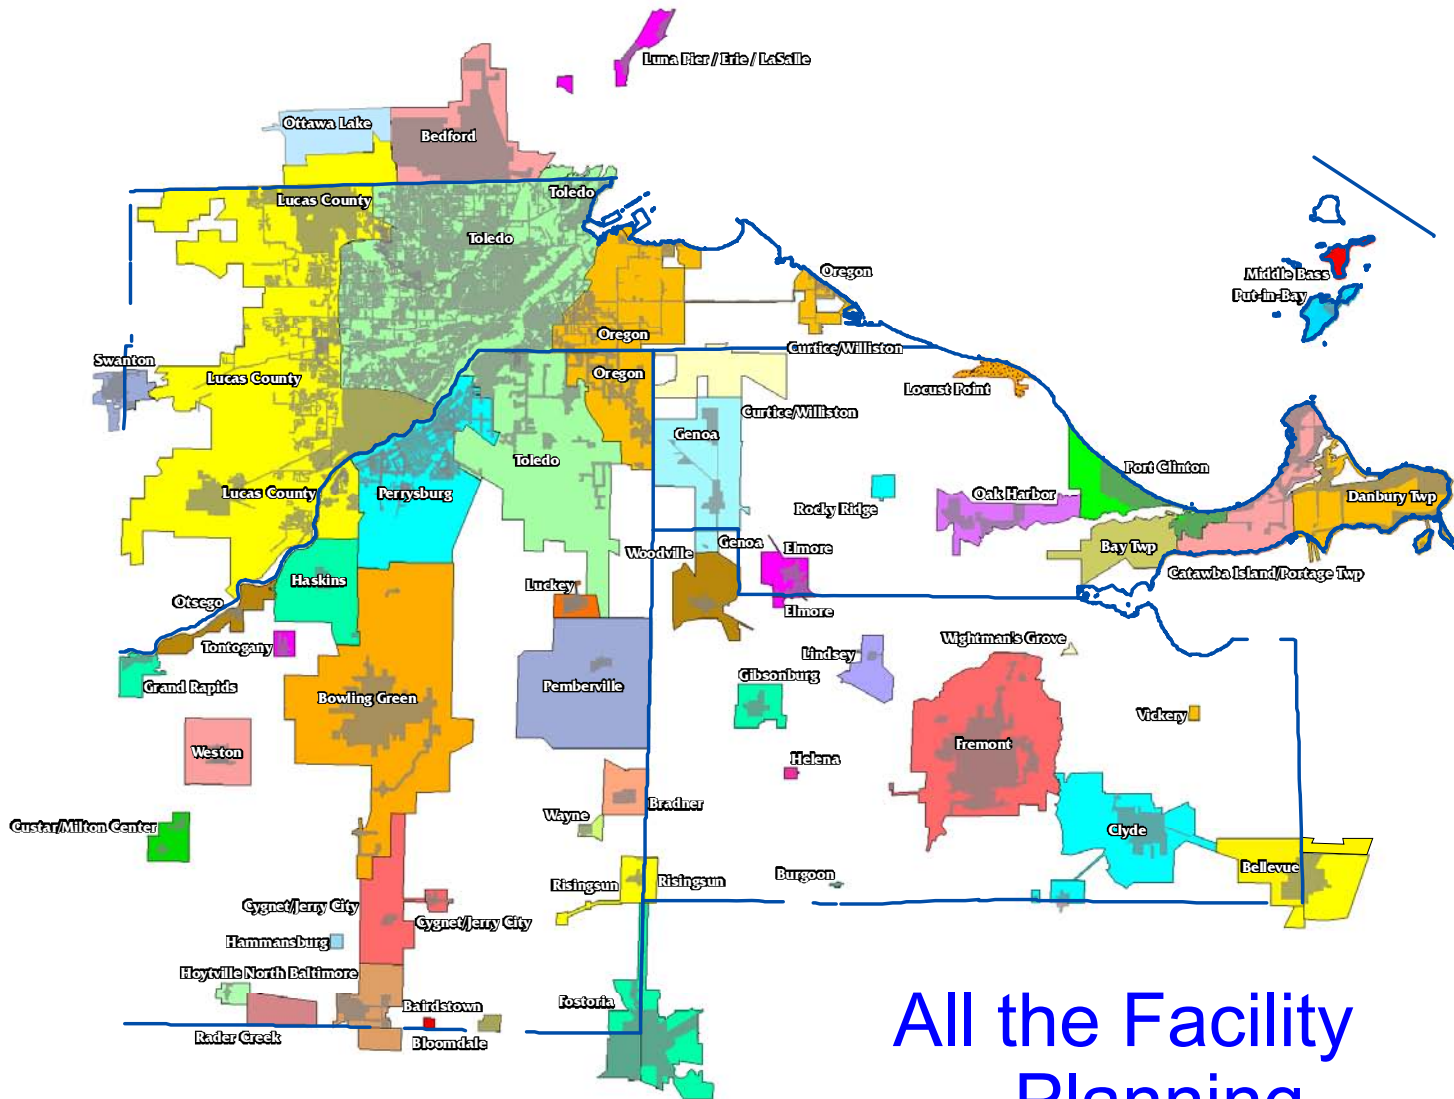 Luna Pier / Erie / LaSalle
Ottawa Lake
Bedford
Toledo
Lucas County
Toledo
Middle Bass
Oregon
Put-in-Bay
Oregon
Curtice/Williston
Swanton
Lucas County
Oregon
Locust Point
Curtice/Williston
Genoa
Toledo
Port Clinton
Lucas County
Perrysburg
Oak Harbor
Danbury Twp
Rocky Ridge
Genoa
Elmore
Bay Twp
Woodville
Catawba Island/Portage Twp
Haskins
Luckey
Otsego
Elmore
Wightman's Grove
Tontogany
Lindsey
Gibsonburg
Grand Rapids
Pemberville
Bowling Green
Vickery
Fremont
Weston
Helena
Bradner
Wayne
Custar/Milton Center
Clyde
Bellevue
Burgoon
Risingsun
Risingsun
Cygnet/Jerry City
Cygnet/Jerry City
Hammansburg
Hoytville North Baltimore
Fostoria
Bairdstown
Rader Creek
Bloomdale
All the Facility
Planning